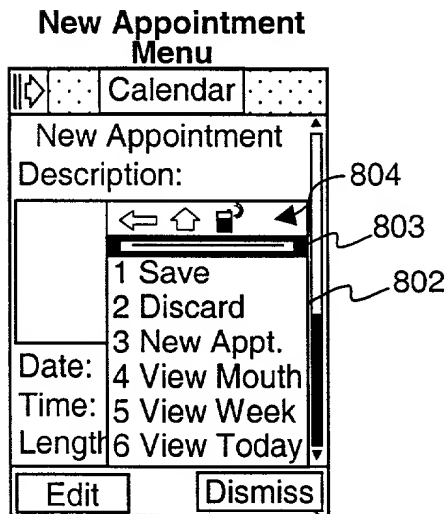 New Appointment
Menu
Calendar
New Appointment
Description:
804
803
802
1 Save
2 Discard
3 New Appt.
4 View Mouth
Date:
Time:
5 View Week
Length
6 View Today
Edit
Dismiss